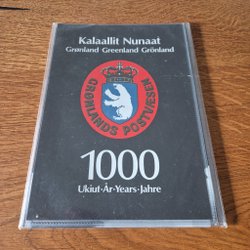 Kalaallit Nunaat
Grønland Greenland Grönland
GRØNLANDS POSTVÆSEN
1000
Ukiut·År·Years·Jahre